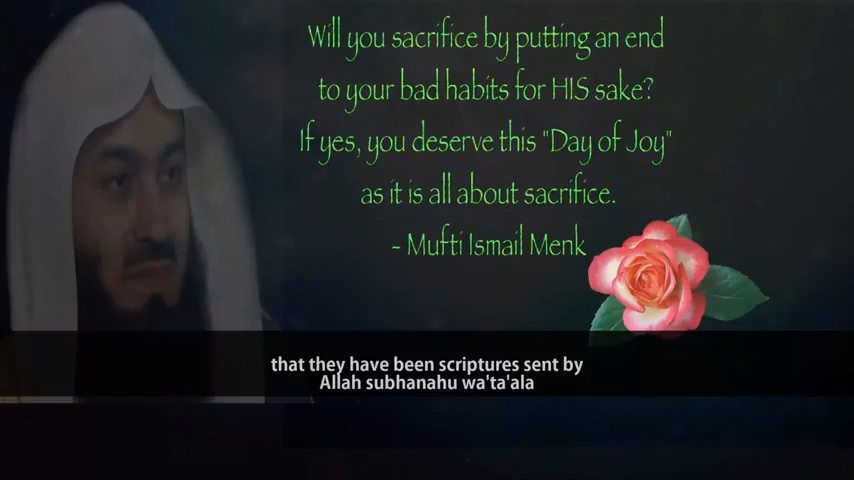 Will you sacrifice by putting an end
to your bad habits for HIS sake?
If yes, you deserve this "Day of Joy"
as it is all about sacrifice.
- Mufti Ismail Menk
that they have been scriptures sent by
Allah subhanahu wa'ta'ala